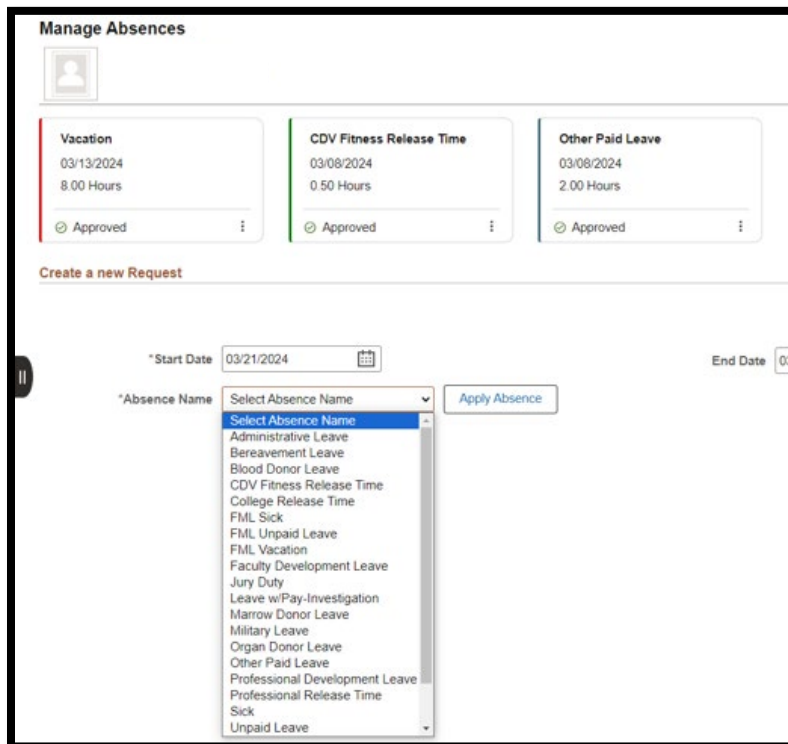 Manage Absences
Vacation
03/13/2024
8.00 Hours
Approved
CDV Fitness Release Time
03/08/2024
0.50 Hours
Approved
Other Paid Leave
03/08/2024
2.00 Hours
Approved
Create a new Request
*Start Date 03/21/2024 End Date 03
*Absence Name Select Absence Name Apply Absence
Select Absence Name
Administrative Leave
Bereavement Leave
Blood Donor Leave
CDV Fitness Release Time
College Release Time
FML Sick
FML Unpaid Leave
FML Vacation
Faculty Development Leave
Jury Duty
Leave w/Pay-Investigation
Marrow Donor Leave
Military Leave
Organ Donor Leave
Other Paid Leave
Professional Development Leave
Professional Release Time
Sick
Unpaid Leave